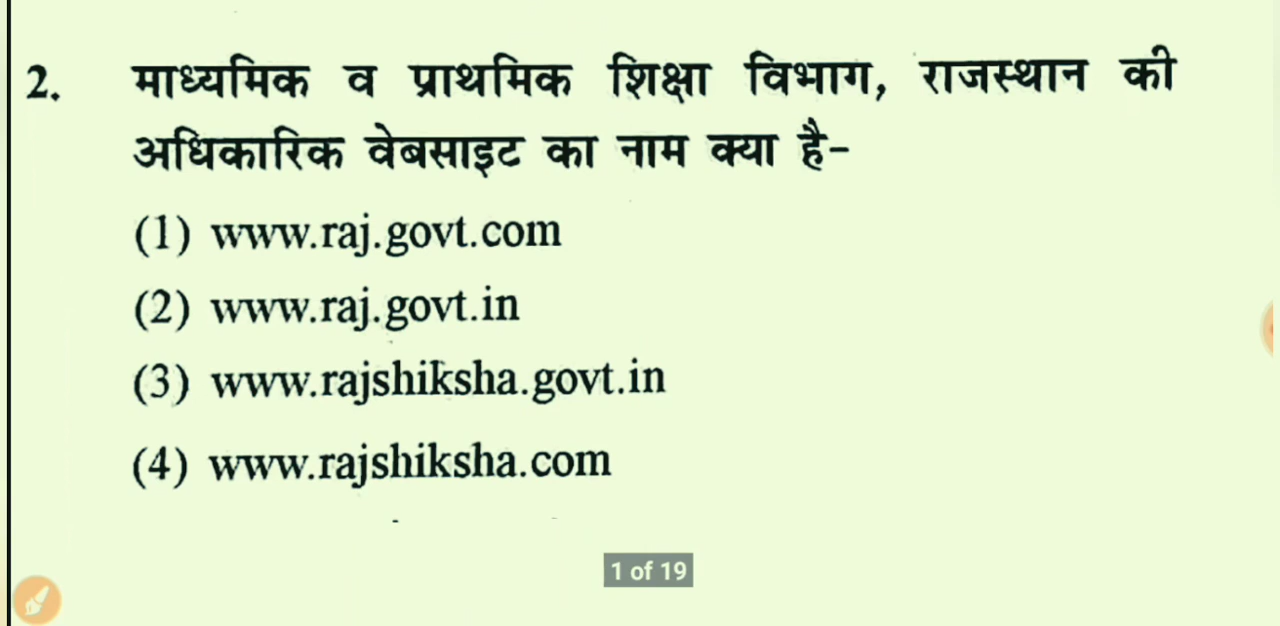 2. माध्यमिक व प्राथमिक शिक्षा विभाग, राजस्थान की
अधिकारिक वेबसाइट का नाम क्या है-
(1) www.raj.govt.com
(2) www.raj.govt.in
(3) www.rajshiksha.govt.in
(4) www.rajshiksha.com
1 of 19